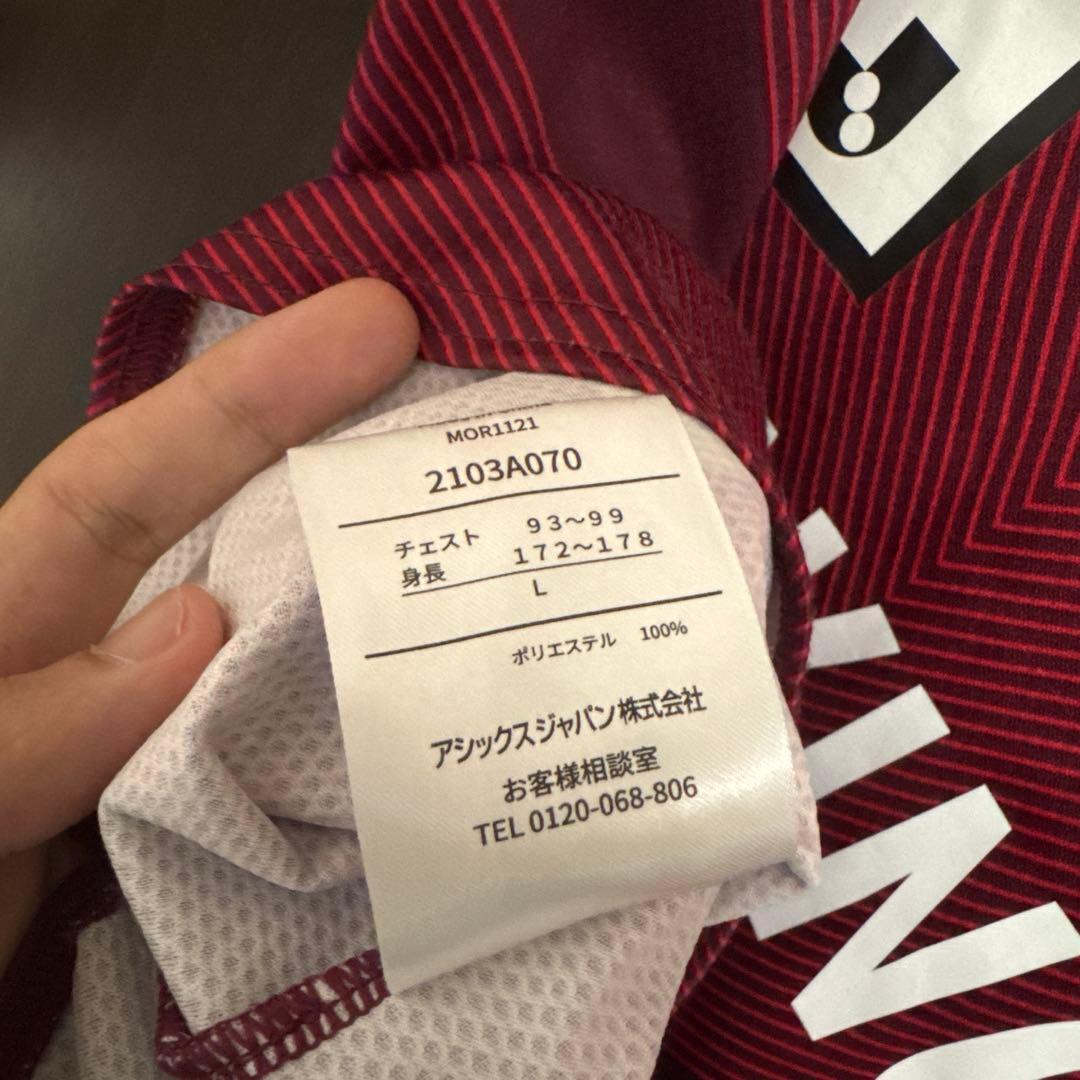 MOR1121
2103A070
チェスト 93~99
身長 172~178
L
ポリエステル 100%
アシックスジャパン株式会社
お客様相談室
TEL 0120-068-806